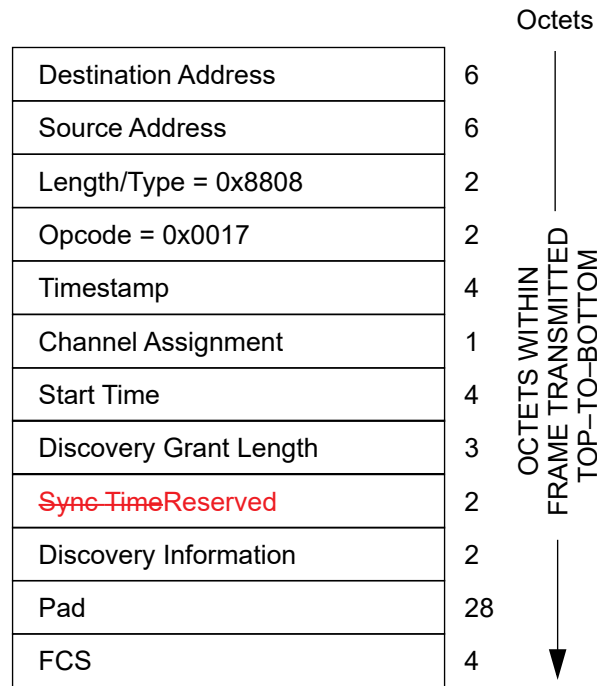 Octets
Destination Address 6
Source Address 6
Length/Type = 0x8808 2
Opcode = 0x0017 2
Timestamp 4
Channel Assignment 1
Start Time 4
Discovery Grant Length 3
Sync TimeReserved 2
Discovery Information 2
Pad 28
FCS 4
OCTETS WITHIN
FRAME TRANSMITTED
TOP–TO–BOTTOM